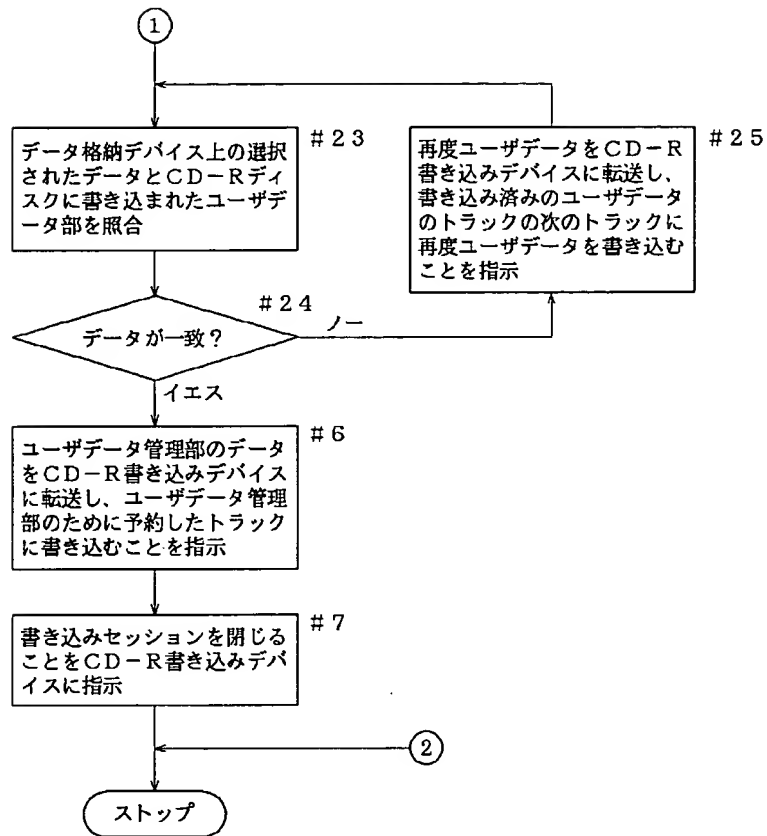 1
#23
データ格納デバイス上の選択
されたデータとCD-Rディ
スクに書き込まれたユーザデ
ータ部を照合
#25
再度ユーザデータをCD-R
書き込みデバイスに転送し、
書き込み済みのユーザデータ
のトラックの次のトラックに
再度ユーザデータを書き込む
ことを指示
#24
データが一致?
ノー
イエス
#6
ユーザデータ管理部のデータ
をCD-R書き込みデバイス
に転送し、ユーザデータ管理
部のために予約したトラック
に書き込むことを指示
#7
書き込みセッションを閉じる
ことをCD-R書き込みデバ
イスに指示
2
ストップ